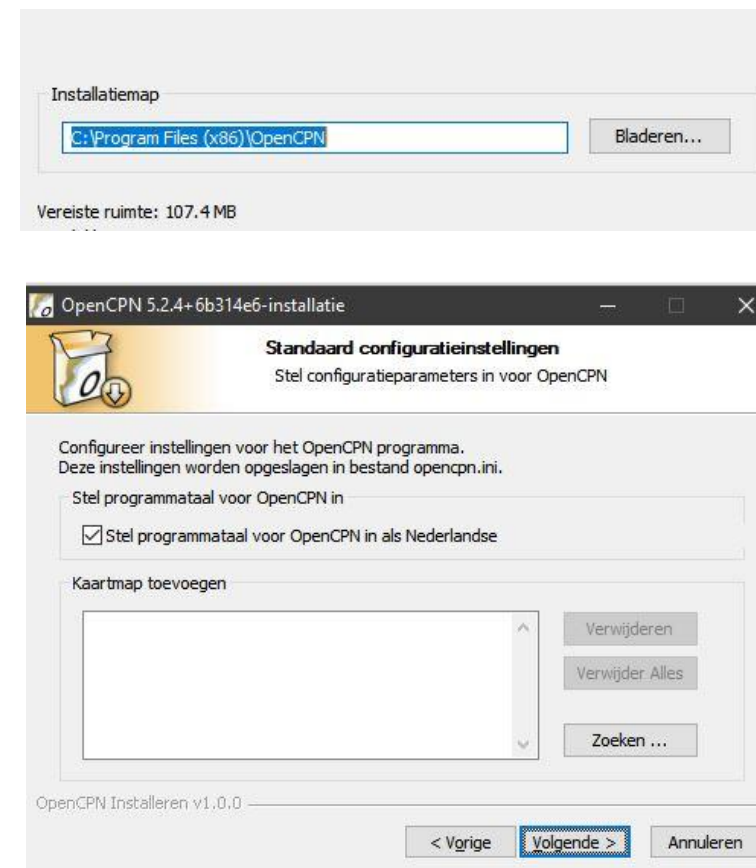 Installatiemap
C:\Program Files (x86)\OpenCPN
Bladeren...
Vereiste ruimte: 107.4 MB
OpenCPN 5.2.4+6b314e6-installatie
Standaard configuratieinstellingen
Stel configuratieparameters in voor OpenCPN
Configureer instellingen voor het OpenCPN programma.
Deze instellingen worden opgeslagen in bestand opencpn.ini.
Stel programmataal voor OpenCPN in
Stel programmataal voor OpenCPN in als Nederlandse
Kaartmap toevoegen
Verwijderen
Verwijder Alles
Zoeken ...
OpenCPN Installeren v1.0.0
< Vorige
Volgende >
Annuleren